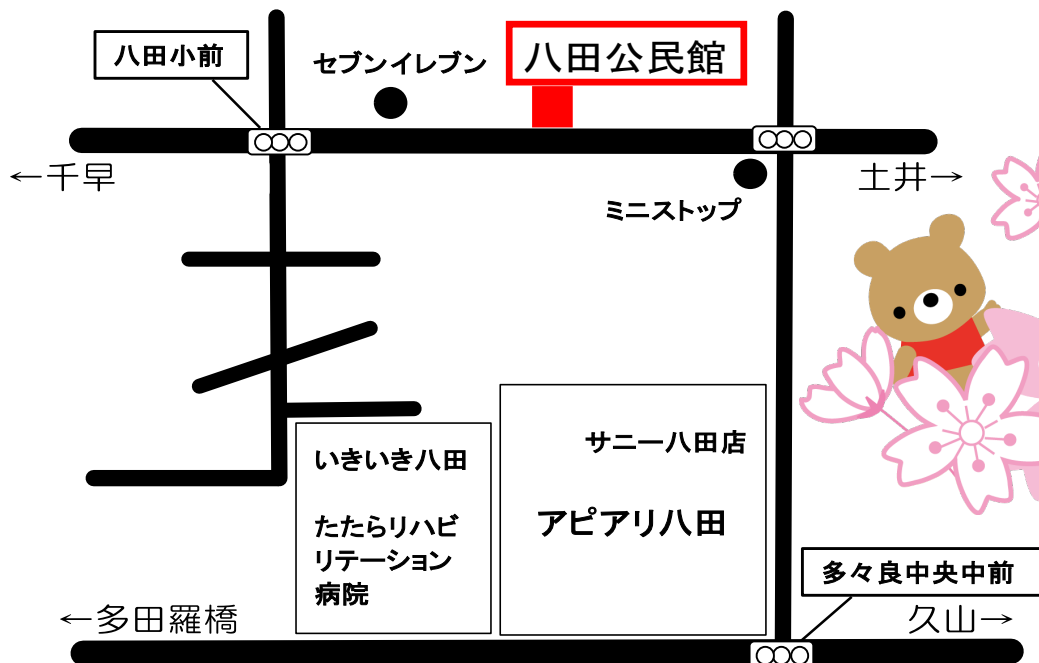 八田小前
セブンイレブン
八田公民館
←千早
土井→
ミニストップ
サニー八田店
いきいき八田
アピアリ八田
たたらリハビ
リテーション
病院
多々良中央中前
←多田羅橋
久山→